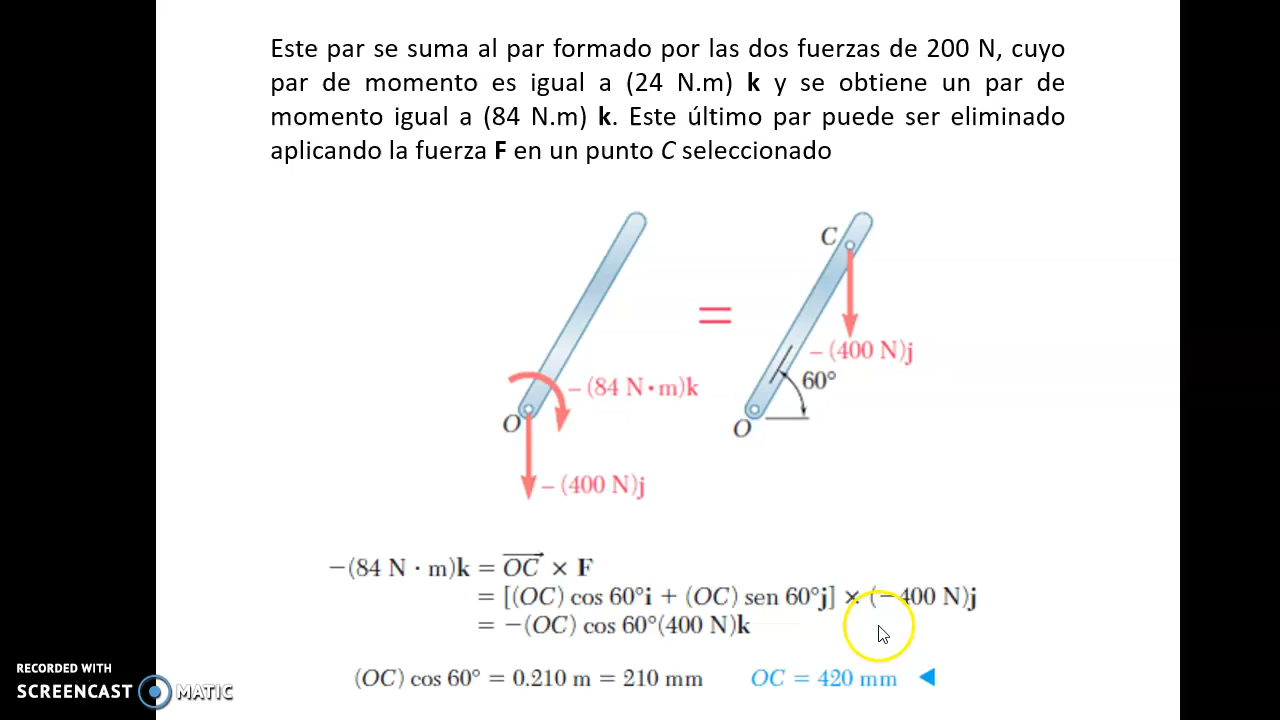 Este par se suma al par formado por las dos fuerzas de 200 N, cuyo
par de momento es igual a (24 N.m) k y se obtiene un par de
momento igual a (84 N.m) k. Este último par puede ser eliminado
aplicando la fuerza F en un punto C seleccionado
C
=
– (400 N)j
60°
– (84 N·m)k
O
O
– (400 N)j
–(84 N · m)k = OC × F
= [(OC) cos 60°i + (OC) sen 60°j] × (–400 N)j
= –(OC) cos 60°(400 N)k
(OC) cos 60° = 0.210 m = 210 mm OC = 420 mm ◀
RECORDED WITH
SCREENCAST MATIC